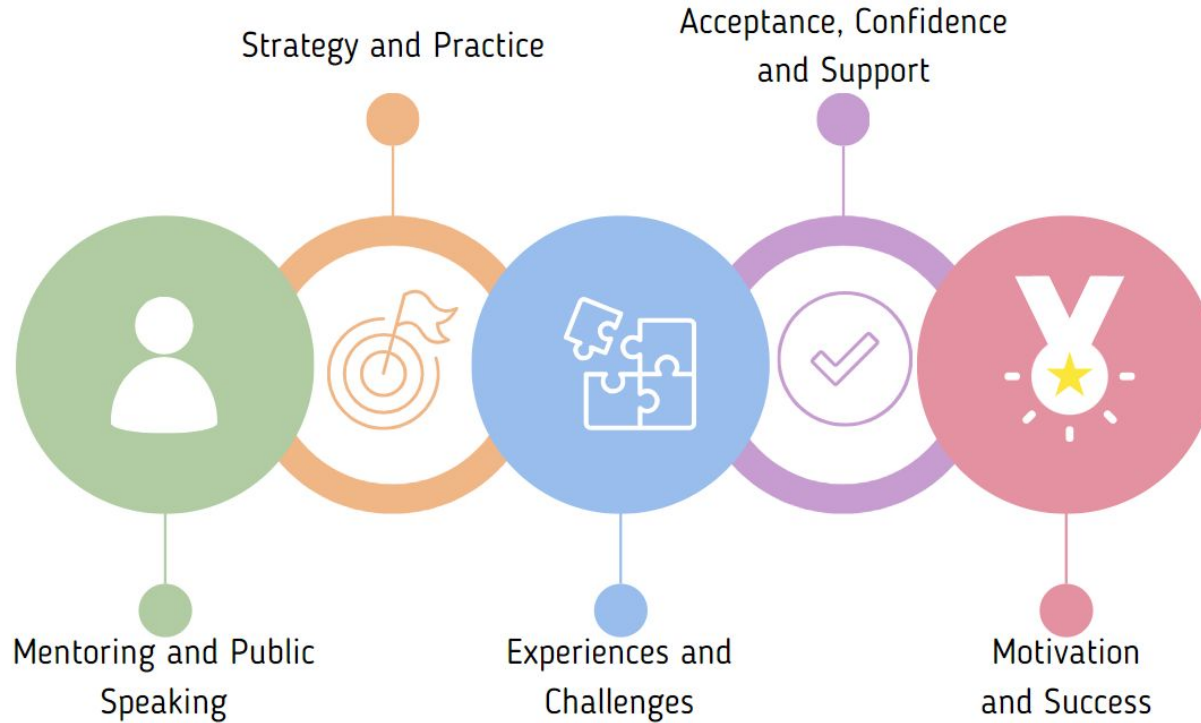 Strategy and Practice
Acceptance, Confidence
and Support
Mentoring and Public
Speaking
Experiences and
Challenges
Motivation
and Success